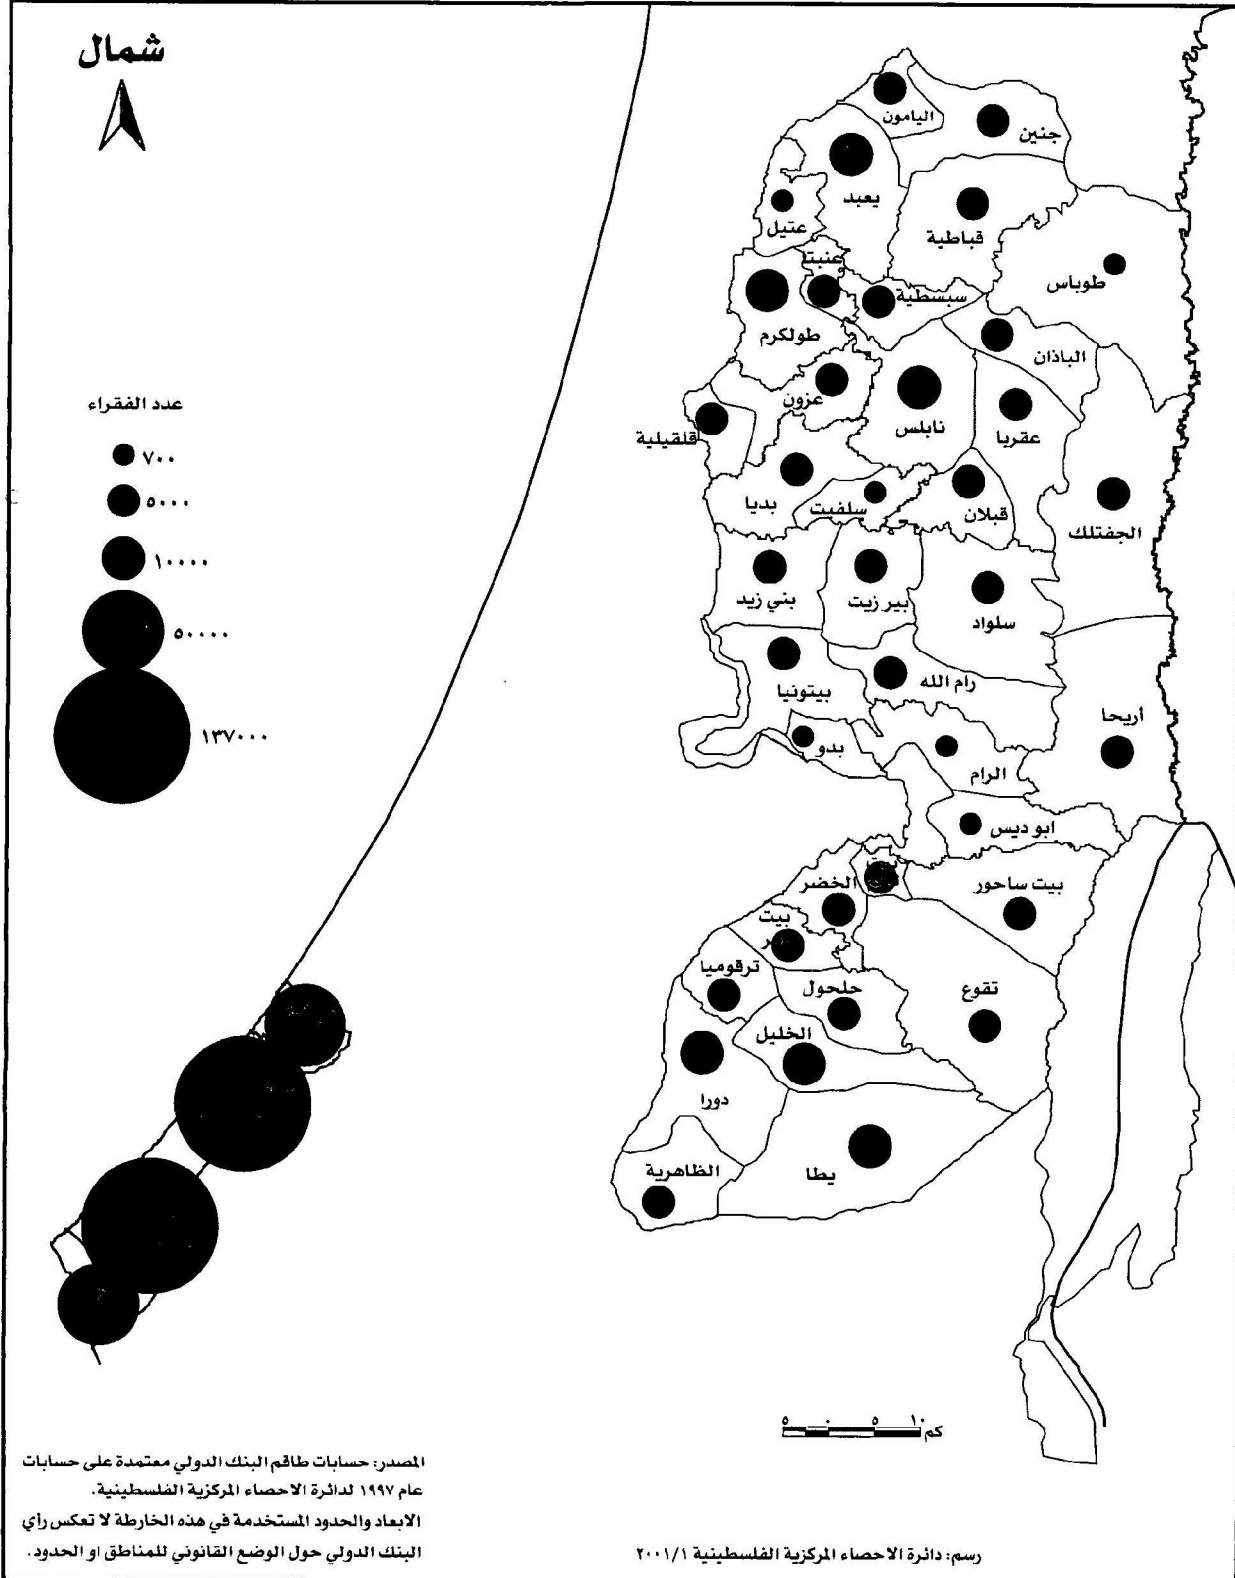 شمال
اليامون
جنين
يعبد
عتيل
قباطية
عنبتا
طوباس
سبسطية
طولكرم
الباذان
عزون
نابلس
عقربا
قلقيلية
بديا
سلفيت
قبلان
الجفتلك
بني زيد
بير زيت
سلواد
بيتونيا
رام الله
أريحا
بدو
الرام
ابو ديس
الخضر
بيت ساحور
بيت
ترقوميا
حلحول
تقوع
الخليل
دورا
الظاهرية
يطا
عدد الفقراء
٧٠٠
٥٠٠٠
١٠٠٠٠
٥٠٠٠٠
١٣٧٠٠٠
٥ ٠ ٥ ١٠
كم
المصدر: حسابات طاقم البنك الدولي معتمدة على حسابات
عام ١٩٩٧ لدائرة الاحصاء المركزية الفلسطينية.
الابعاد والحدود المستخدمة في هذه الخارطة لا تعكس رأي
البنك الدولي حول الوضع القانوني للمناطق او الحدود.
رسم: دائرة الاحصاء المركزية الفلسطينية ٢٠٠١/١